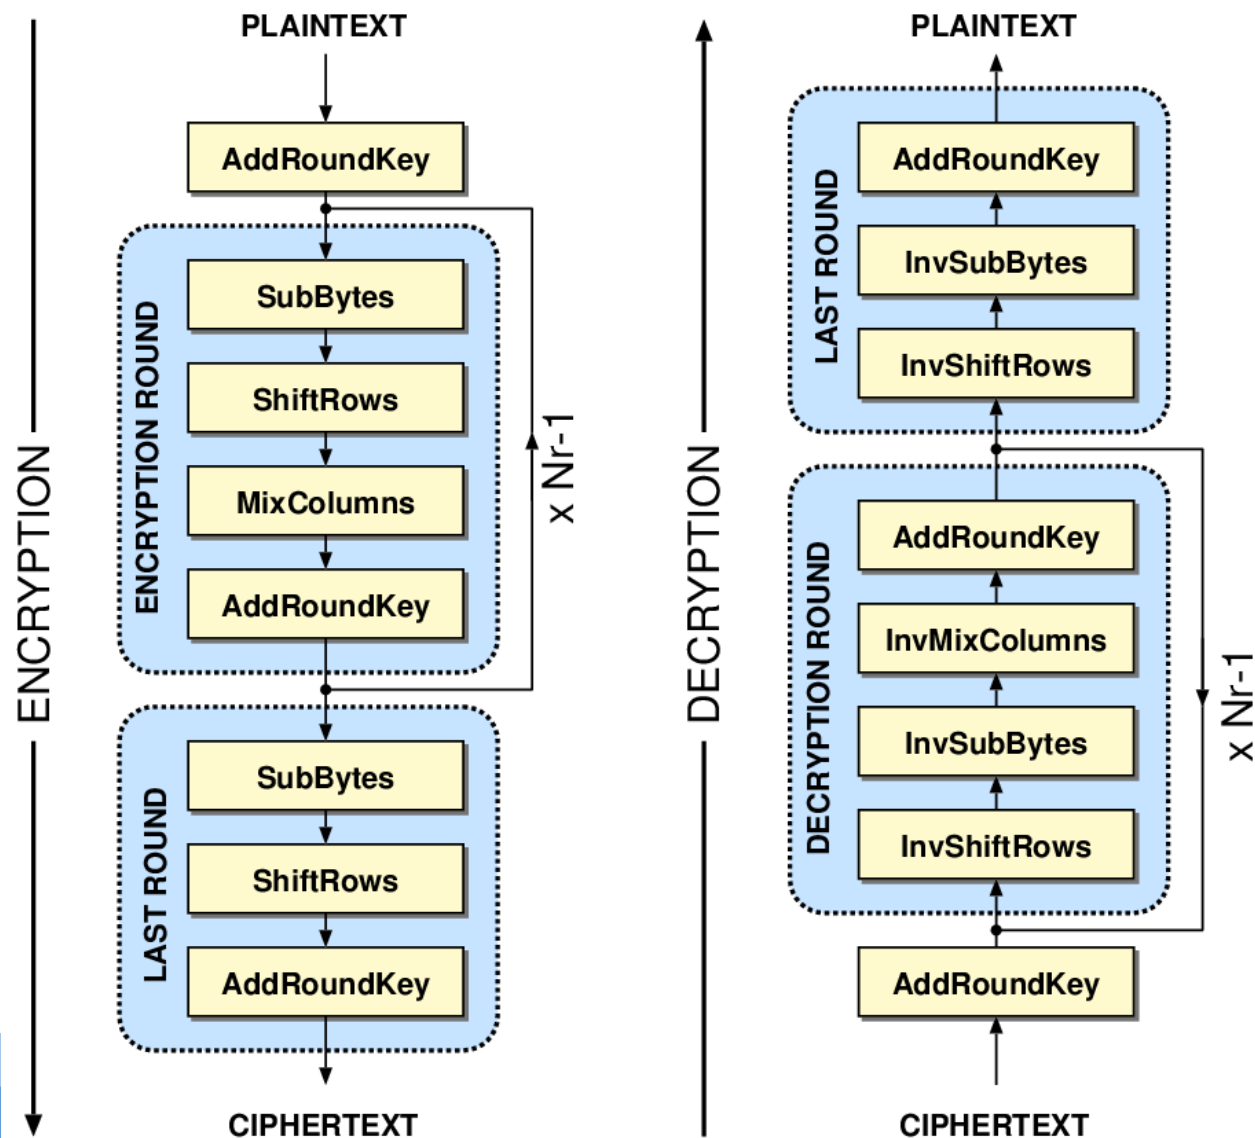 PLAINTEXT
AddRoundKey
SubBytes
ShiftRows
MixColumns
AddRoundKey
ENCRYPTION ROUND
x Nr-1
SubBytes
ShiftRows
AddRoundKey
LAST ROUND
CIPHERTEXT
ENCRYPTION
PLAINTEXT
AddRoundKey
InvSubBytes
InvShiftRows
LAST ROUND
AddRoundKey
InvMixColumns
InvSubBytes
InvShiftRows
DECRYPTION ROUND
x Nr-1
AddRoundKey
CIPHERTEXT
DECRYPTION